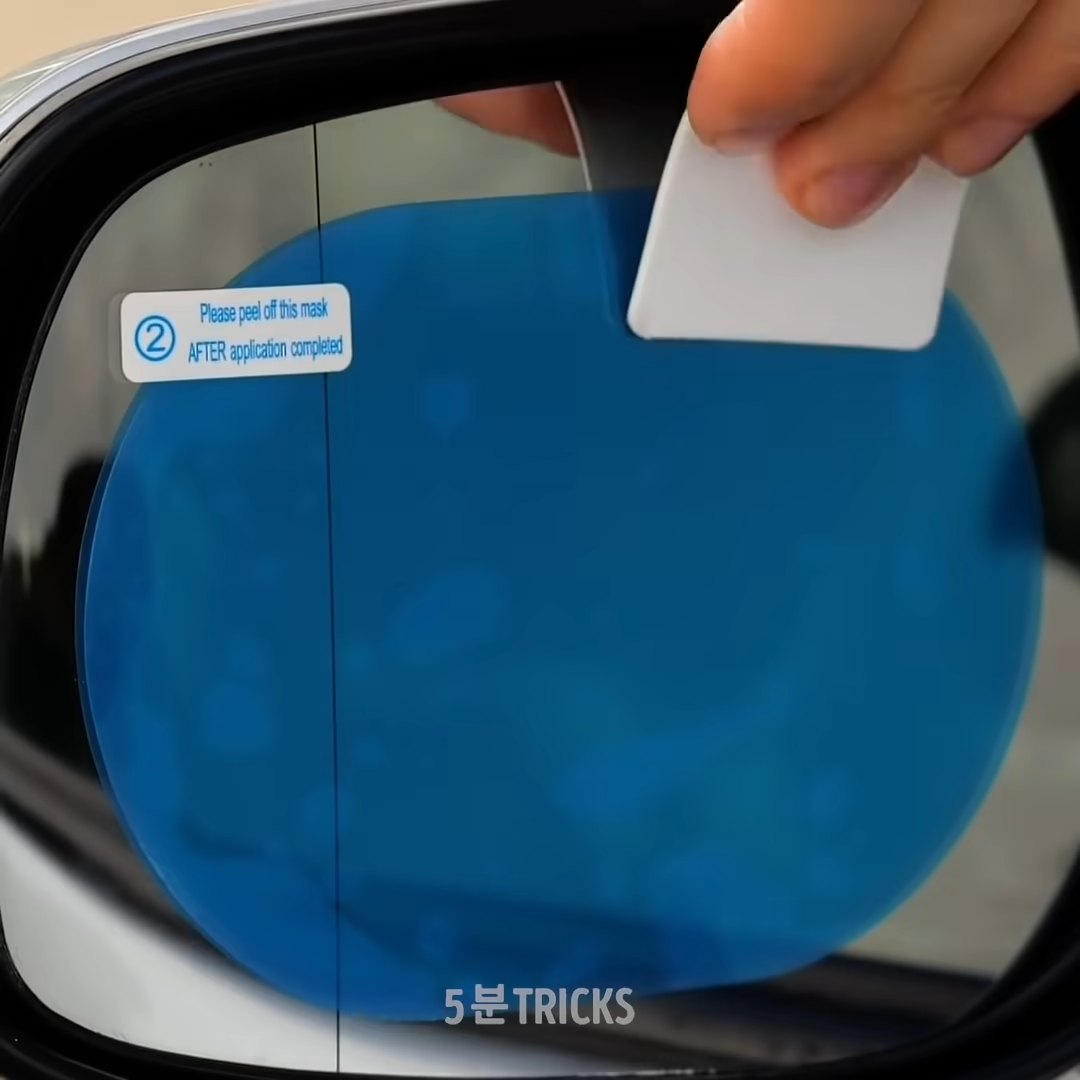 ② Please peel off this mask
AFTER application completed
5분TRICKS